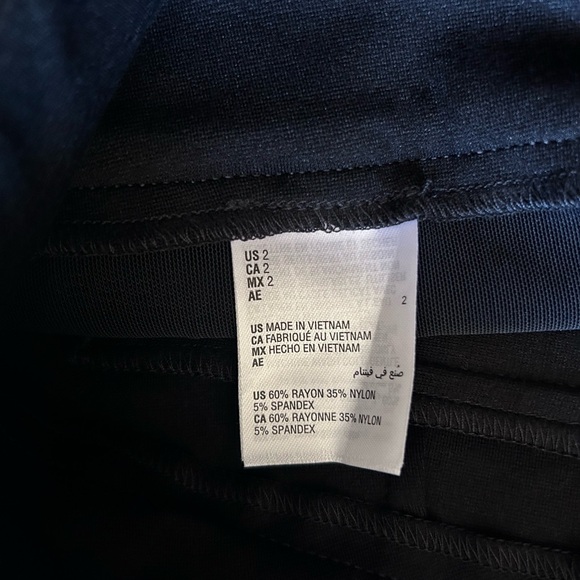 US 2
CA 2
MX 2
AE
2
US MADE IN VIETNAM
CA FABRIQUÉ AU VIETNAM
MX HECHO EN VIETNAM
AE
صُنع في فيتنام
US 60% RAYON 35% NYLON
5% SPANDEX
CA 60% RAYONNE 35% NYLON
5% SPANDEX